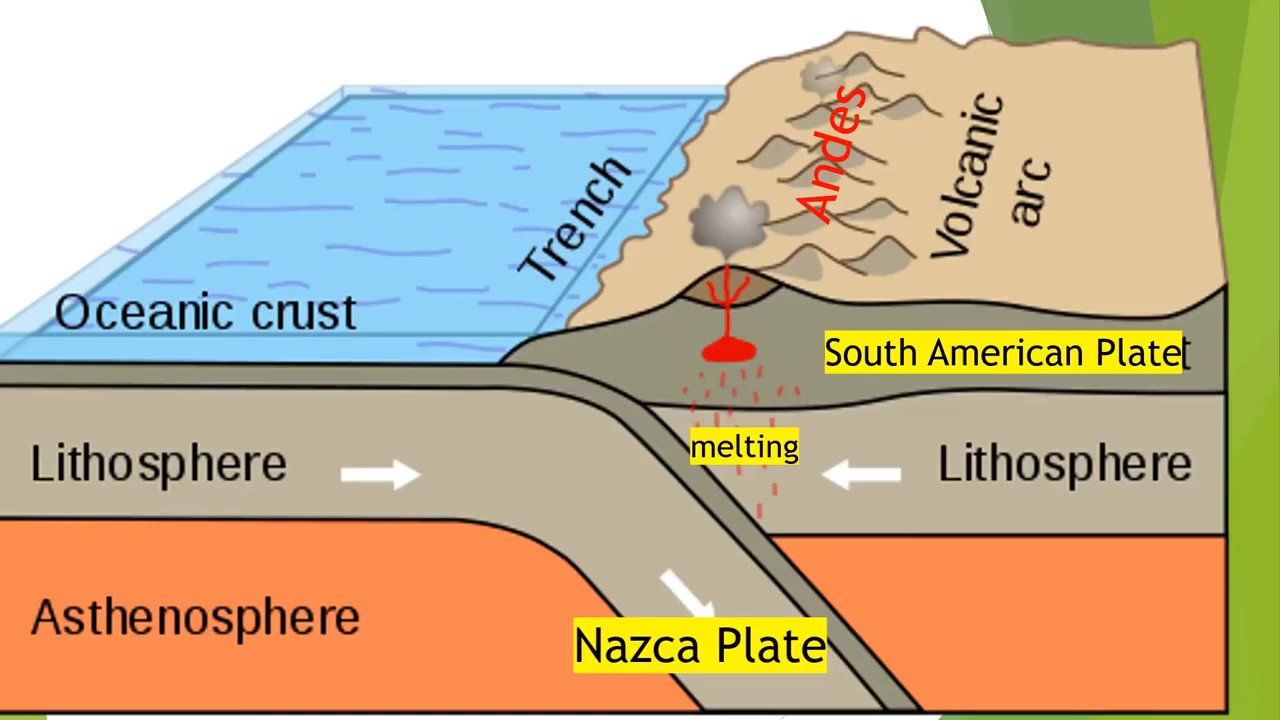 Andes
Volcanic
arc
Trench
Oceanic crust
South American Plate
melting
Lithosphere
Lithosphere
Asthenosphere
Nazca Plate